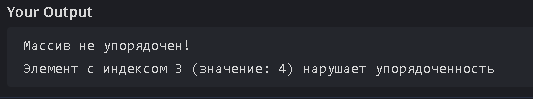 Your Output
Массив не упорядочен!
Элемент с индексом 3 (значение: 4) нарушает упорядоченность